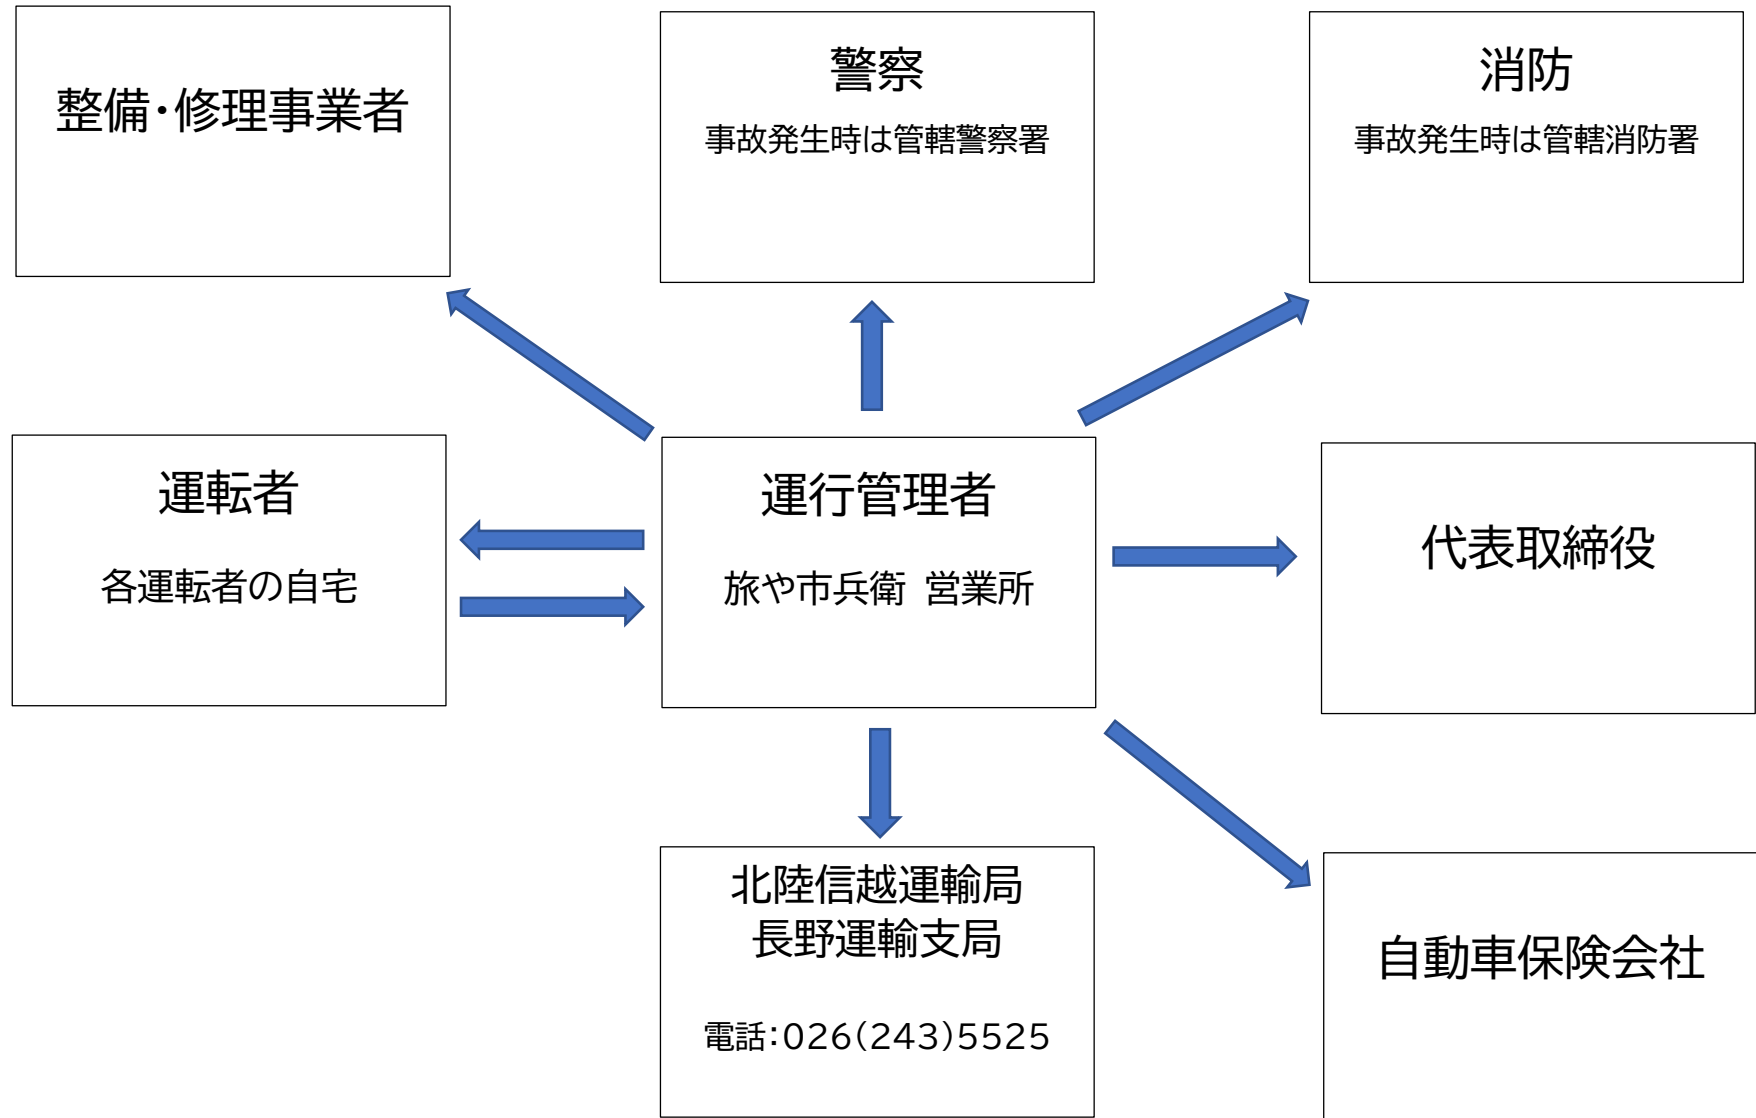 整備・修理事業者
警察
事故発生時は管轄警察署
消防
事故発生時は管轄消防署
運転者
各運転者の自宅
運行管理者
旅や市兵衛 営業所
代表取締役
北陸信越運輸局
長野運輸支局
電話:026(243)5525
自動車保険会社